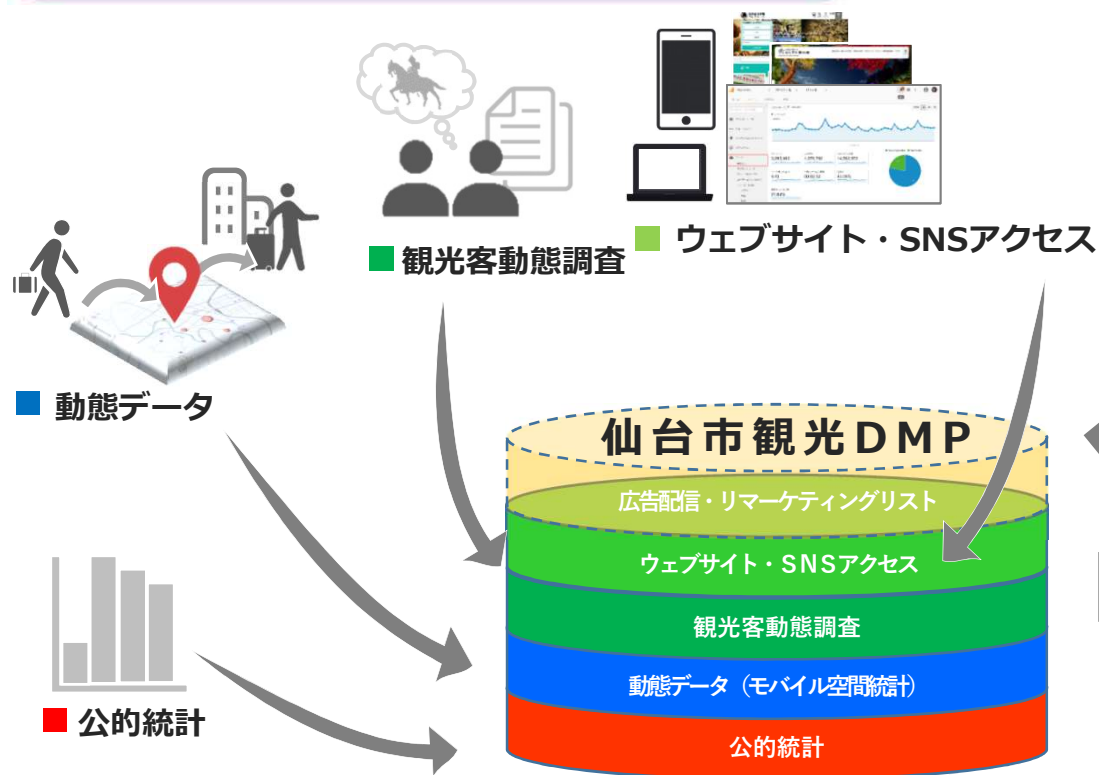 ウェブサイト・SNSアクセス
観光客動態調査
動態データ
仙台市観光DMP
広告配信・リマーケティングリスト
ウェブサイト・SNSアクセス
観光客動態調査
動態データ（モバイル空間統計）
公的統計
公的統計